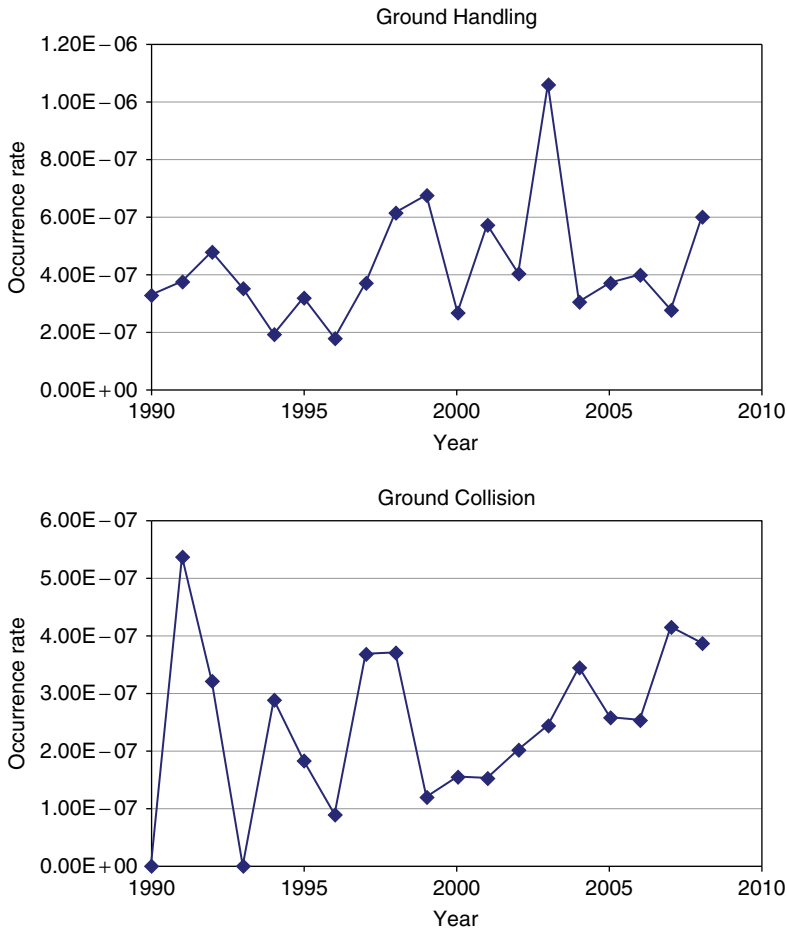 Ground Handling
1.20E−06
1.00E−06
8.00E−07
6.00E−07
4.00E−07
2.00E−07
0.00E+00
Occurrence rate
1990 1995 2000 2005 2010
Year
Ground Collision
6.00E−07
5.00E−07
4.00E−07
3.00E−07
2.00E−07
1.00E−07
0.00E+00
Occurrence rate
1990 1995 2000 2005 2010
Year